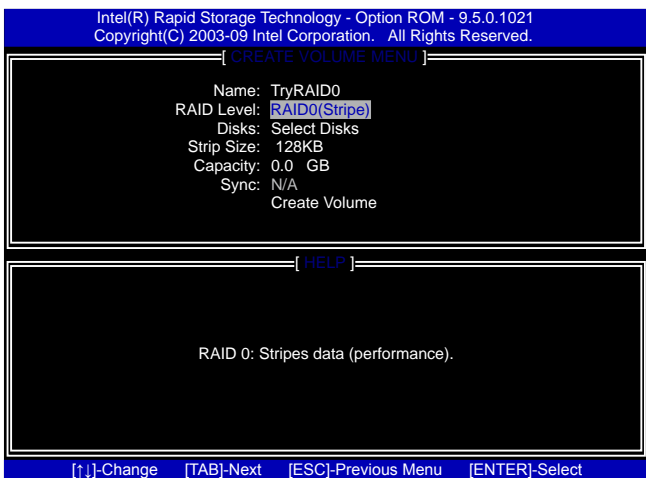 Intel(R) Rapid Storage Technology - Option ROM - 9.5.0.1021
Copyright(C) 2003-09 Intel Corporation. All Rights Reserved.
[ CREATE VOLUME MENU ]
Name: TryRAID0
RAID Level: RAID0(Stripe)
Disks: Select Disks
Strip Size: 128KB
Capacity: 0.0 GB
Sync: N/A
Create Volume
[ HELP ]
RAID 0: Stripes data (performance).
[↑↓]-Change [TAB]-Next [ESC]-Previous Menu [ENTER]-Select